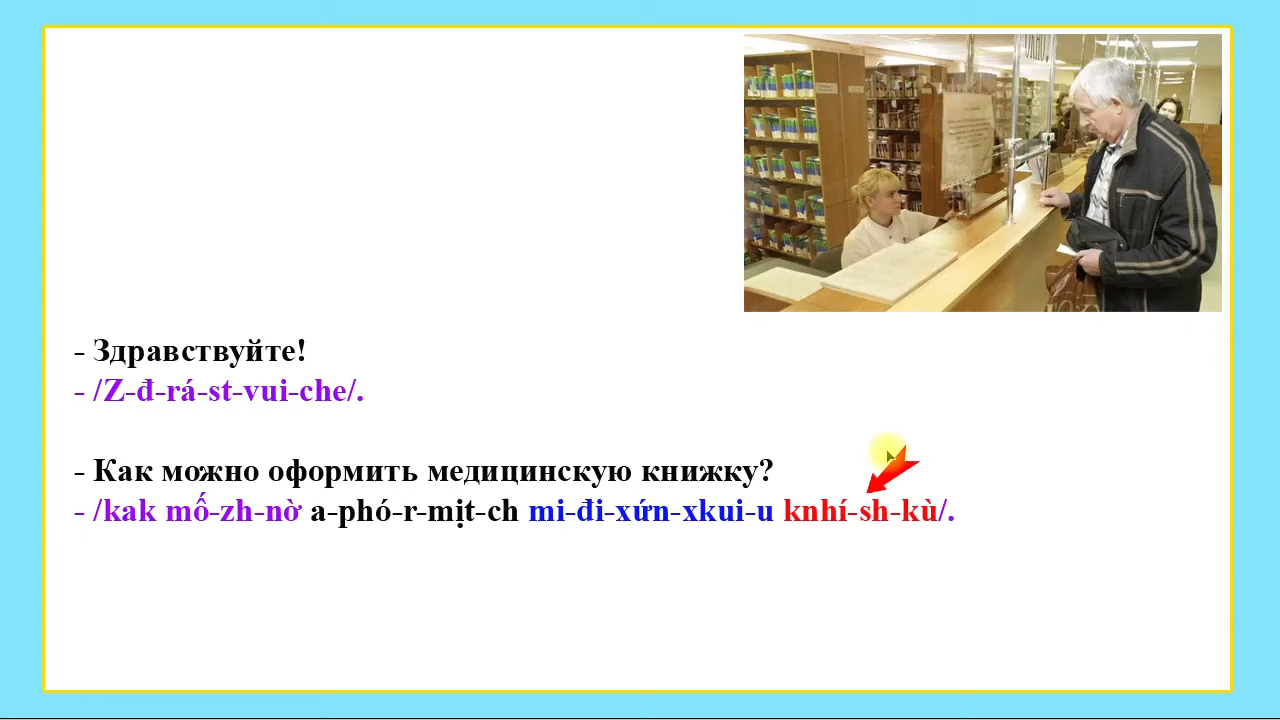 - Здравствуйте!
- /Z-đ-rá-st-vui-che/.
- Как можно оформить медицинскую книжку?
- /kak mố-zh-nờ a-phó-r-mịt-ch mi-đi-xứn-xkui-u knhí-sh-kù/.